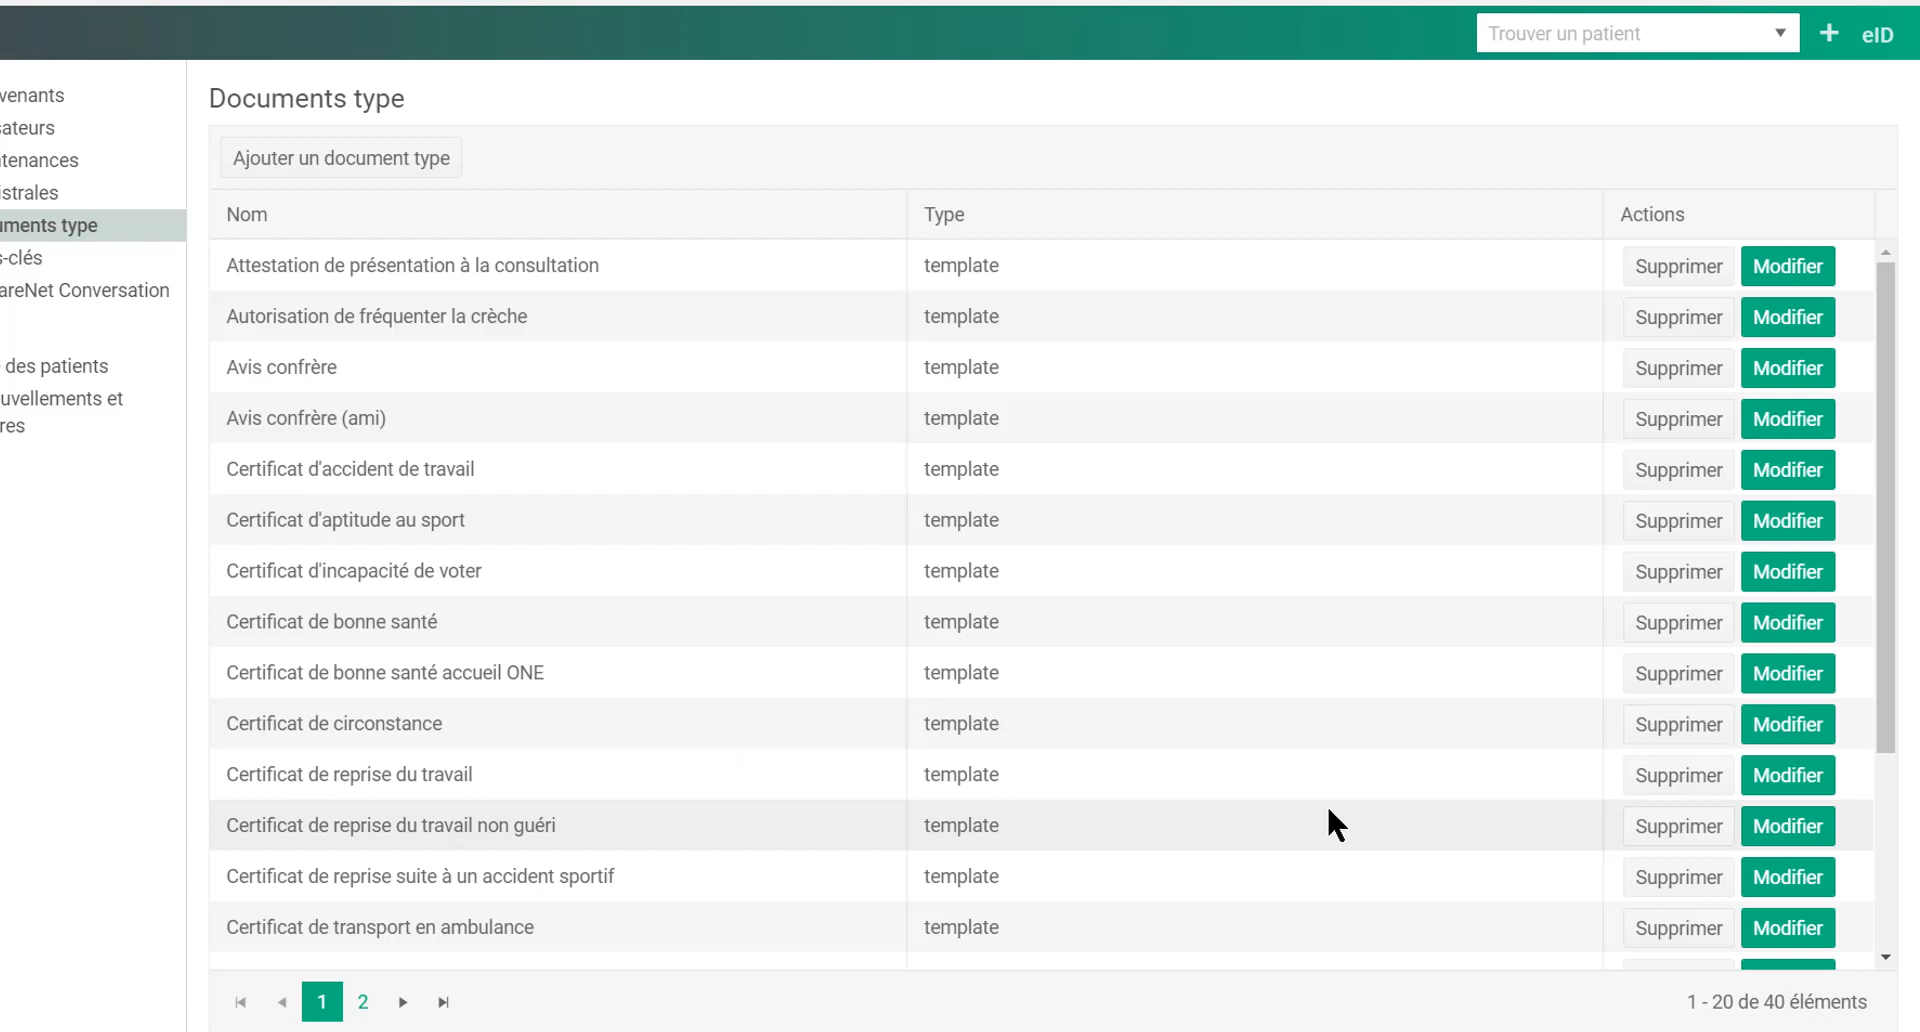 Trouver un patient
+ eID
venants
ateurs
tenances
istrales
uments type
-clés
areNet Conversation
des patients
uvellements et
res
Documents type
Ajouter un document type
Nom Type Actions
Attestation de présentation à la consultation template Supprimer Modifier
Autorisation de fréquenter la crèche template Supprimer Modifier
Avis confrère template Supprimer Modifier
Avis confrère (ami) template Supprimer Modifier
Certificat d'accident de travail template Supprimer Modifier
Certificat d'aptitude au sport template Supprimer Modifier
Certificat d'incapacité de voter template Supprimer Modifier
Certificat de bonne santé template Supprimer Modifier
Certificat de bonne santé accueil ONE template Supprimer Modifier
Certificat de circonstance template Supprimer Modifier
Certificat de reprise du travail template Supprimer Modifier
Certificat de reprise du travail non guéri template Supprimer Modifier
Certificat de reprise suite à un accident sportif template Supprimer Modifier
Certificat de transport en ambulance template Supprimer Modifier
1 2
1 - 20 de 40 éléments